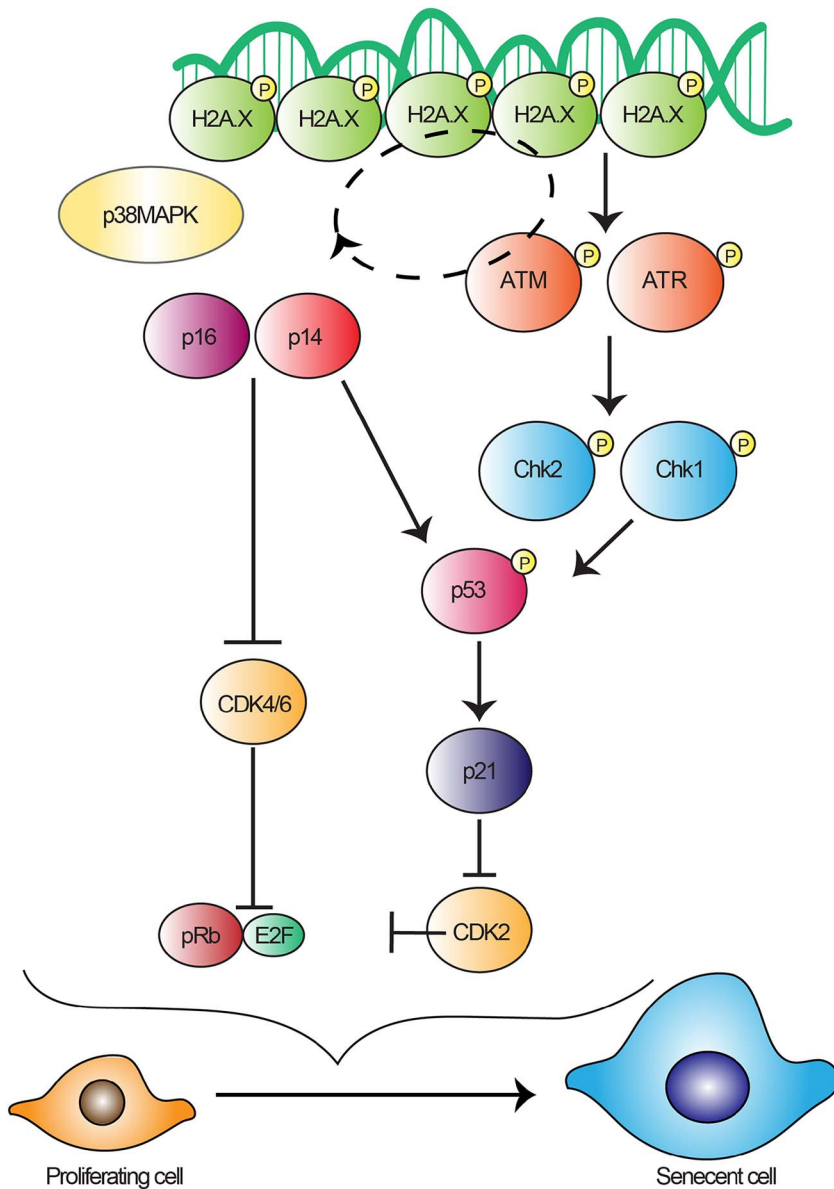 P P P P P
H2A.X H2A.X H2A.X H2A.X H2A.X
p38MAPK
P P
ATM ATR
p16 p14
P P
Chk2 Chk1
P
p53
CDK4/6
p21
pRb E2F CDK2
Proliferating cell Senecent cell